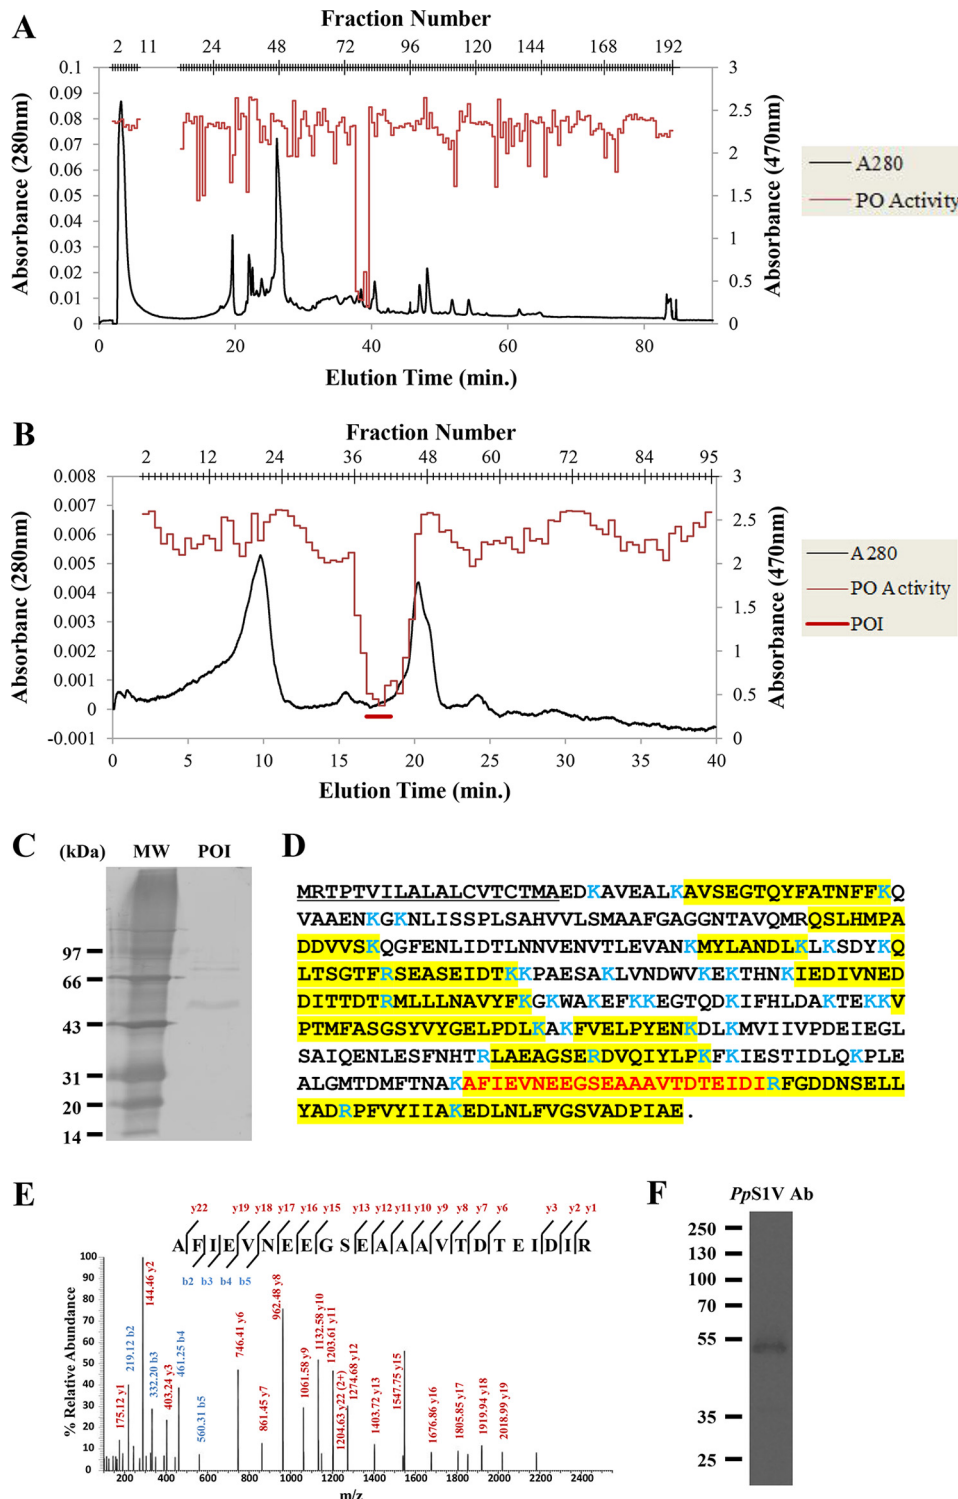 A
Fraction Number
2 11 24 48 72 96 120 144 168 192
0.1
0.09
0.08
0.07
0.06
0.05
0.04
0.03
0.02
0.01
0
Absorbance (280nm)
3
2.5
2
1.5
1
0.5
0
Absorbance (470nm)
A280
PO Activity
0 20 40 60 80
Elution Time (min.)
B
Fraction Number
2 12 24 36 48 60 72 84 95
0.008
0.007
0.006
0.005
0.004
0.003
0.002
0.001
0
-0.001
Absorbanc (280nm)
3
2.5
2
1.5
1
0.5
0
Absorbance (470nm)
A280
PO Activity
POI
0 5 10 15 20 25 30 35 40
Elution Time (min.)
C
(kDa) MW POI
97
66
43
31
20
14
D
MRTPTVILALALCVTCTMAEDKAVEALKAVSEGTQYFATNFFKQ
VAAENKGKNLISSPLSAHVVLSMAAFGAGGNTAVQMRQSLHMPA
DDVVSKQGFENLIDTLNNVENVTLEVANKMYLANDLKLKSDYKQ
LTSGTFRSEASEIDTKKPAESAKLVNDWVKEKTHNKIEDIVNED
DITTDTRMLLLNAVYFKGKWAKEFKKEGTQDKIFHLDAKTEKKV
PTMFASGSYVYGELPDLKAKFVELPYENKDLKMVIIVPDEIEGL
SAIQENLESFNHTRLAEAGSERDVQIYLPKFKIESTIDLQKPLE
ALGMTDMFTNAKAFIEVNEEGSEAAAVTDTEIDIRFGDDNSELL
YADRPFVYIIAKEDLNLFVGSVADPIAE.
E
y22 y19 y18 y17 y16 y15 y13 y12 y11 y10 y9 y8 y7 y6 y3 y2 y1
A F I E V N E E G S E A A A V T D T E I D I R
b2 b3 b4 b5
100
90
80
70
60
50
40
30
20
10
0
% Relative Abundance
175.12 y1
219.12 b2
144.46 y2
332.20 b3
403.24 y3
461.25 b4
560.31 b5
746.41 y6
861.45 y7
962.48 y8
1061.58 y9
1132.58 y10
1203.61 y11
1204.63 y22 (2+)
1274.68 y12
1403.72 y13
1547.75 y15
1676.86 y16
1805.85 y17
1919.94 y18
2018.99 y19
200 400 600 800 1000 1200 1400 1600 1800 2000 2200 2400
m/z
F
PpS1V Ab
250
130
100
70
55
35
25